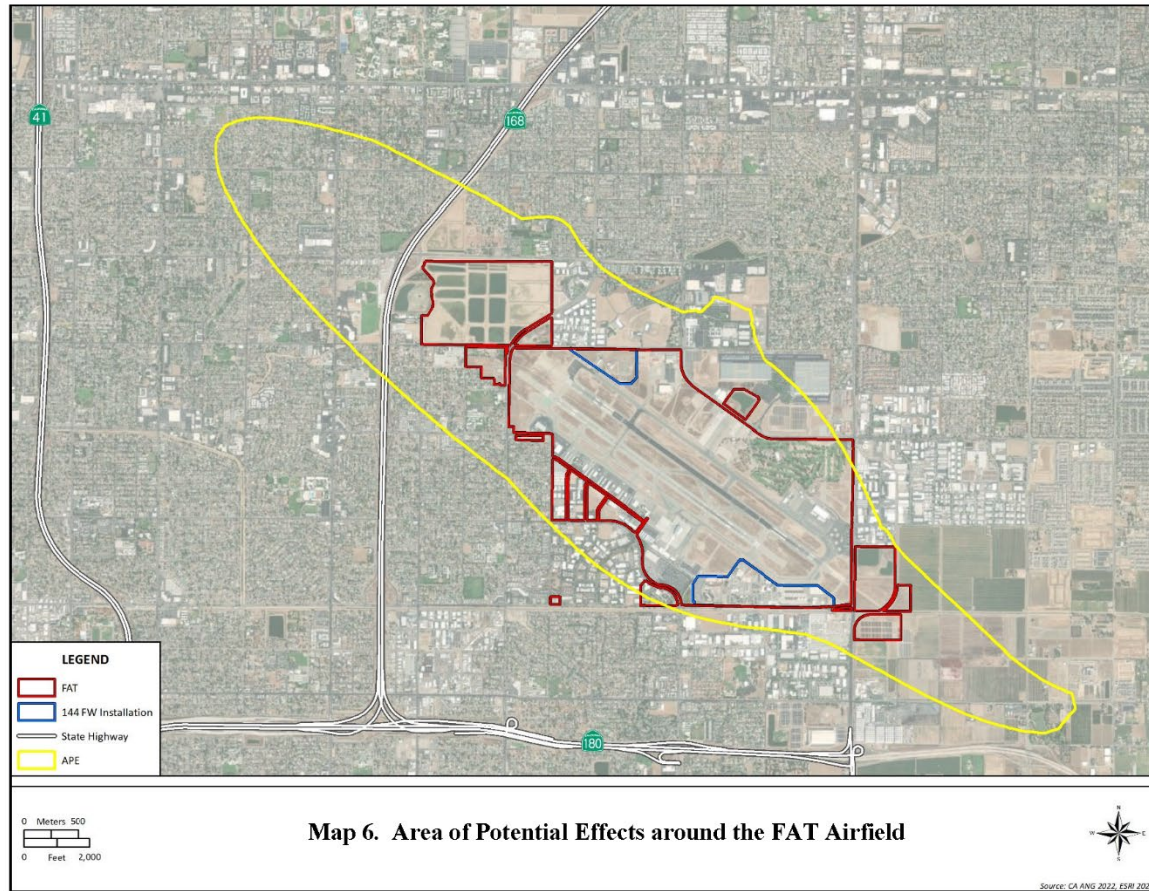 41
168
180
LEGEND
FAT
144 FW Installation
State Highway
APE
0 Meters 500
0 Feet 2,000
Map 6. Area of Potential Effects around the FAT Airfield
N
W E
S
Source: CA ANG 2022, ESRI 202